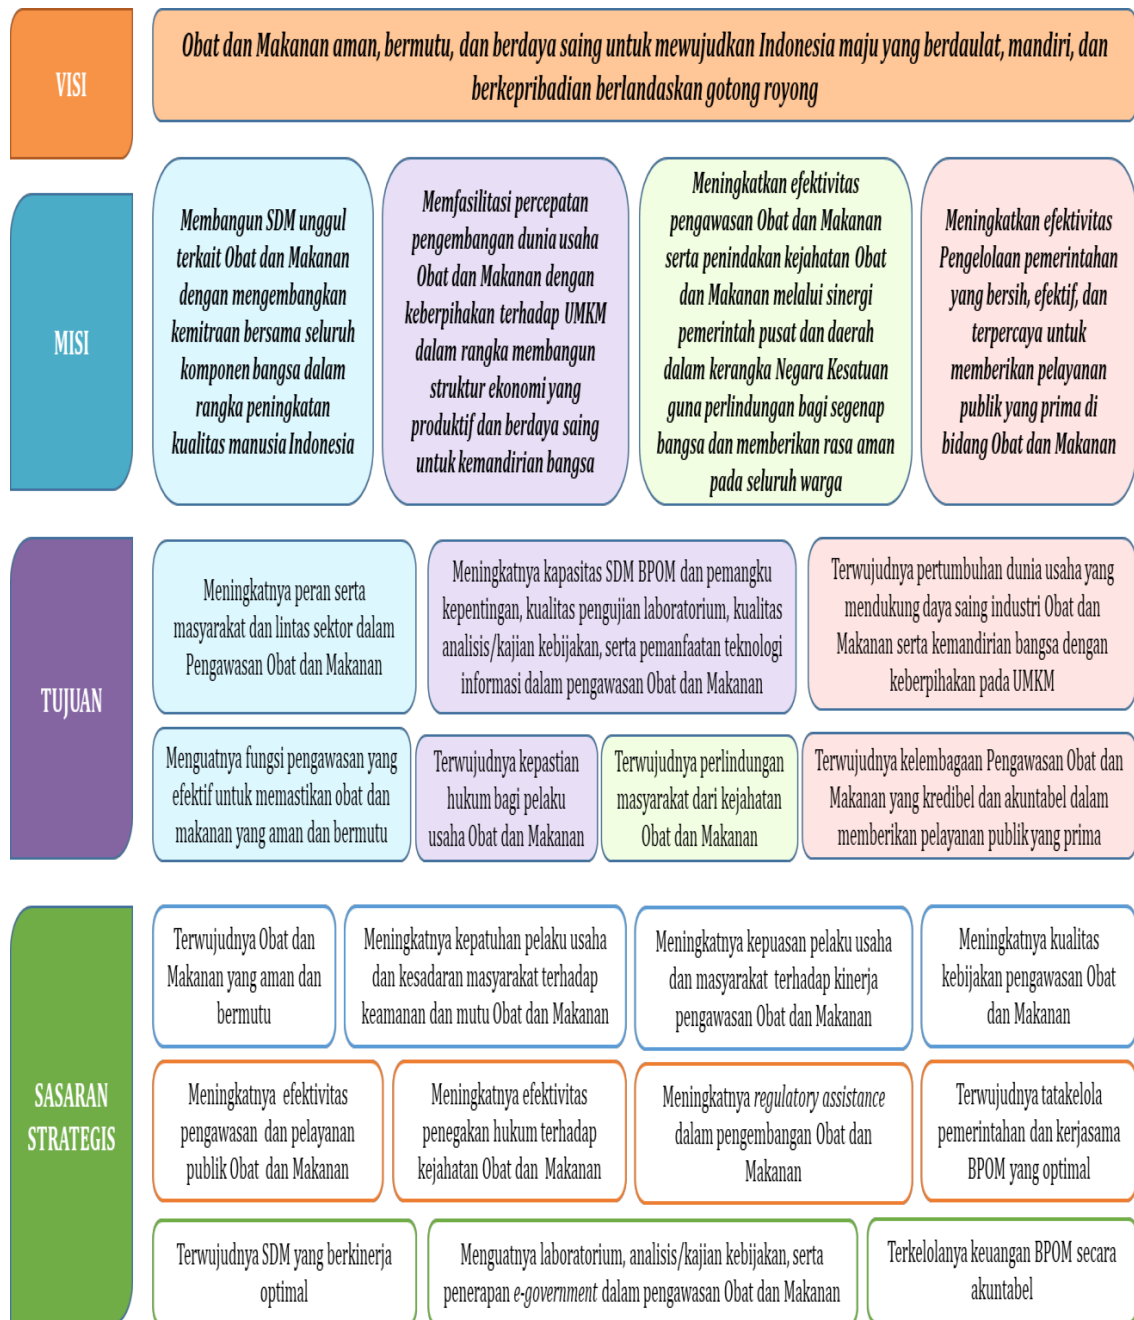 VISI
Obat dan Makanan aman, bermutu, dan berdaya saing untuk mewujudkan Indonesia maju yang berdaulat, mandiri, dan
berkepribadian berlandaskan gotong royong
MISI
Membangun SDM unggul
terkait Obat dan Makanan
dengan mengembangkan
kemitraan bersama seluruh
komponen bangsa dalam
rangka peningkatan
kualitas manusia Indonesia
Memfasilitasi percepatan
pengembangan dunia usaha
Obat dan Makanan dengan
keberpihakan terhadap UMKM
dalam rangka membangun
struktur ekonomi yang
produktif dan berdaya saing
untuk kemandirian bangsa
Meningkatkan efektivitas
pengawasan Obat dan Makanan
serta penindakan kejahatan Obat
dan Makanan melalui sinergi
pemerintah pusat dan daerah
dalam kerangka Negara Kesatuan
guna perlindungan bagi segenap
bangsa dan memberikan rasa aman
pada seluruh warga
Meningkatkan efektivitas
Pengelolaan pemerintahan
yang bersih, efektif, dan
terpercaya untuk
memberikan pelayanan
publik yang prima di
bidang Obat dan Makanan
TUJUAN
Meningkatnya peran serta
masyarakat dan lintas sektor dalam
Pengawasan Obat dan Makanan
Meningkatnya kapasitas SDM BPOM dan pemangku
kepentingan, kualitas pengujian laboratorium, kualitas
analisis/kajian kebijakan, serta pemanfaatan teknologi
informasi dalam pengawasan Obat dan Makanan
Terwujudnya pertumbuhan dunia usaha yang
mendukung daya saing industri Obat dan
Makanan serta kemandirian bangsa dengan
keberpihakan pada UMKM
Menguatnya fungsi pengawasan yang
efektif untuk memastikan obat dan
makanan yang aman dan bermutu
Terwujudnya kepastian
hukum bagi pelaku
usaha Obat dan Makanan
Terwujudnya perlindungan
masyarakat dari kejahatan
Obat dan Makanan
Terwujudnya kelembagaan Pengawasan Obat dan
Makanan yang kredibel dan akuntabel dalam
memberikan pelayanan publik yang prima
SASARAN
STRATEGIS
Terwujudnya Obat dan
Makanan yang aman dan
bermutu
Meningkatnya kepatuhan pelaku usaha
dan kesadaran masyarakat terhadap
keamanan dan mutu Obat dan Makanan
Meningkatnya kepuasan pelaku usaha
dan masyarakat terhadap kinerja
pengawasan Obat dan Makanan
Meningkatnya kualitas
kebijakan pengawasan Obat
dan Makanan
Meningkatnya efektivitas
pengawasan dan pelayanan
publik Obat dan Makanan
Meningkatnya efektivitas
penegakan hukum terhadap
kejahatan Obat dan Makanan
Meningkatnya regulatory assistance
dalam pengembangan Obat dan
Makanan
Terwujudnya tatakelola
pemerintahan dan kerjasama
BPOM yang optimal
Terwujudnya SDM yang berkinerja
optimal
Menguatnya laboratorium, analisis/kajian kebijakan, serta
penerapan e-government dalam pengawasan Obat dan Makanan
Terkelolanya keuangan BPOM secara
akuntabel